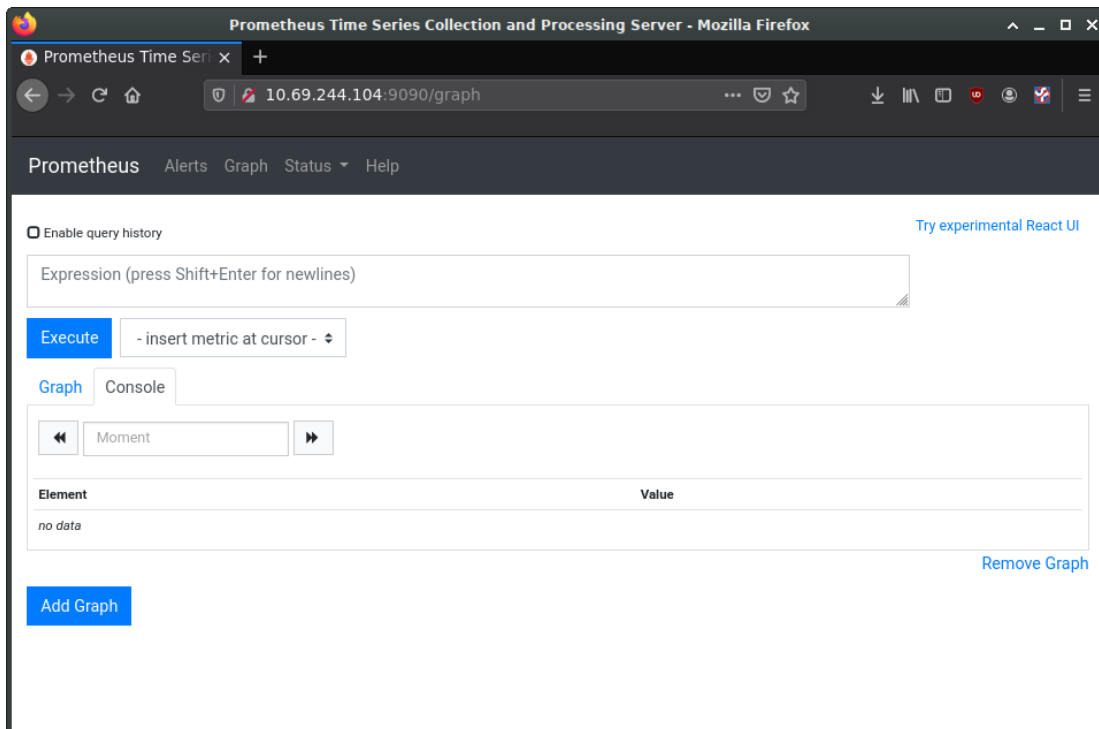 Prometheus Time Series Collection and Processing Server - Mozilla Firefox
Prometheus Time Seri
10.69.244.104:9090/graph
Prometheus Alerts Graph Status Help
Try experimental React UI
Enable query history
Expression (press Shift+Enter for newlines)
Execute - insert metric at cursor -
Graph Console
Moment
Element Value
no data
Remove Graph
Add Graph